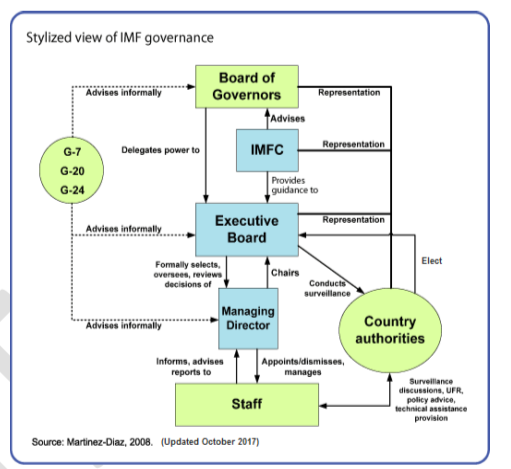 Stylized view of IMF governance
Board of
Governors
Advises informally
Representation
Advises
G-7
G-20
G-24
Delegates power to
IMFC
Representation
Provides
guidance to
Executive
Board
Representation
Advises informally
Elect
Formally selects,
oversees, reviews
decisions of
Chairs
Conducts
surveillance
Managing
Director
Country
authorities
Advises informally
Informs, advises
reports to
Appoints/dismisses,
manages
Surveillance
discussions, UFR,
policy advice,
technical assistance
provision
Staff
Source: Martinez-Diaz, 2008. (Updated October 2017)